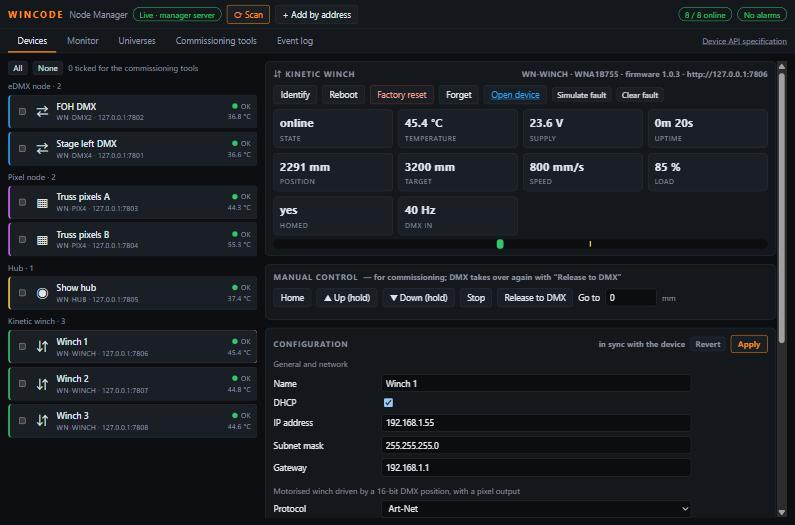 WINCODE Node Manager Live · manager server Scan + Add by address 8 / 8 online No alarms
Devices Monitor Universes Commissioning tools Event log Device API specification
All None 0 ticked for the commissioning tools
eDMX node · 2
FOH DMX OK
WN-DMX2 · 127.0.0.1:7802 36.8 °C
Stage left DMX OK
WN-DMX4 · 127.0.0.1:7801 36.6 °C
Pixel node · 2
Truss pixels A OK
WN-PIX4 · 127.0.0.1:7803 44.3 °C
Truss pixels B OK
WN-PIX4 · 127.0.0.1:7804 55.3 °C
Hub · 1
Show hub OK
WN-HUB · 127.0.0.1:7805 37.4 °C
Kinetic winch · 3
Winch 1 OK
WN-WINCH · 127.0.0.1:7806 45.4 °C
Winch 2 OK
WN-WINCH · 127.0.0.1:7807 44.8 °C
Winch 3 OK
WN-WINCH · 127.0.0.1:7808 44.6 °C
KINETIC WINCH WN-WINCH · WNA18755 · firmware 1.0.3 · http://127.0.0.1:7806
Identify Reboot Factory reset Forget Open device Simulate fault Clear fault
online 45.4 °C 23.6 V 0m 20s
STATE TEMPERATURE SUPPLY UPTIME
2291 mm 3200 mm 800 mm/s 85 %
POSITION TARGET SPEED LOAD
yes 40 Hz
HOMED DMX IN
MANUAL CONTROL — for commissioning; DMX takes over again with "Release to DMX"
Home ▲ Up (hold) ▼ Down (hold) Stop Release to DMX Go to 0 mm
CONFIGURATION in sync with the device Revert Apply
General and network
Name Winch 1
DHCP
IP address 192.168.1.55
Subnet mask 255.255.255.0
Gateway 192.168.1.1
Motorised winch driven by a 16-bit DMX position, with a pixel output
Protocol Art-Net